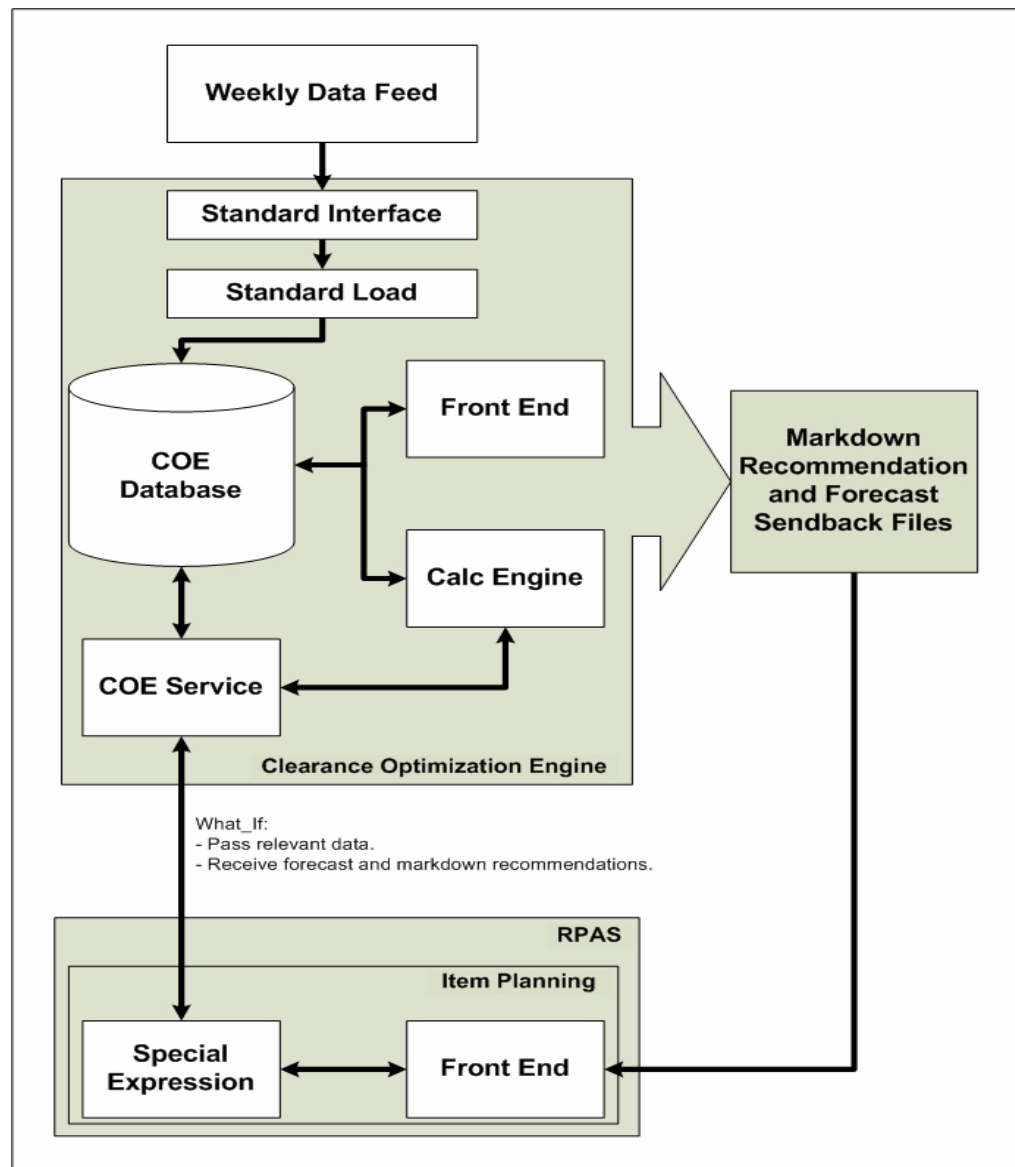 Weekly Data Feed
Standard Interface
Standard Load
COE
Database
Front End
Calc Engine
COE Service
Clearance Optimization Engine
Markdown
Recommendation
and Forecast
Sendback Files
What_If:
- Pass relevant data.
- Receive forecast and markdown recommendations.
RPAS
Item Planning
Special
Expression
Front End